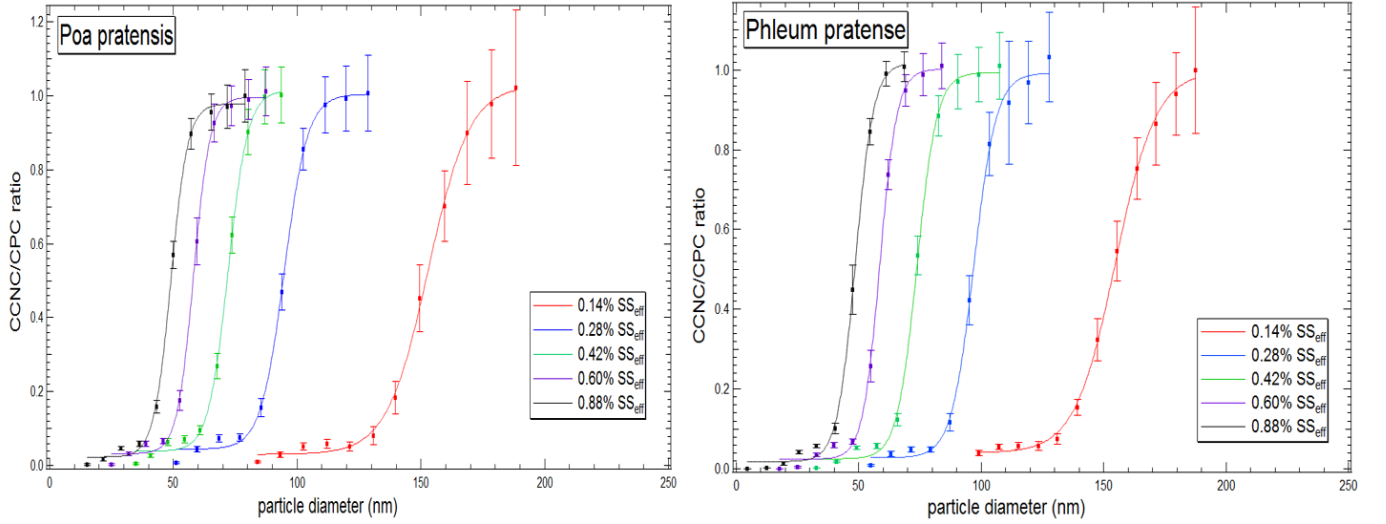 Poa pratensis
CCNC/CPC ratio
1.2
1.0
0.8
0.6
0.4
0.2
0.0
0.14% SSeff
0.28% SSeff
0.42% SSeff
0.60% SSeff
0.88% SSeff
0 50 100 150 200 250
particle diameter (nm)
Phleum pratense
CCNC/CPC ratio
1.0
0.8
0.6
0.4
0.2
0.0
0.14% SSeff
0.28% SSeff
0.42% SSeff
0.60% SSeff
0.88% SSeff
0 50 100 150 200 250
particle diameter (nm)